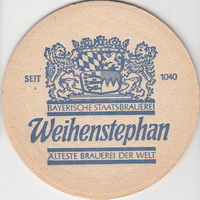 SEIT 1040
BAYERISCHE STAATSBRAUEREI
Weihenstephan
ÄLTESTE BRAUEREI DER WELT